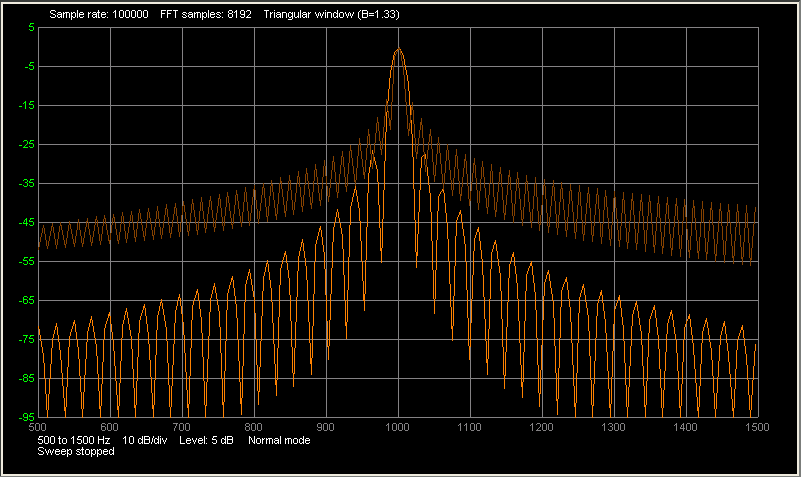 Sample rate: 100000 FFT samples: 8192 Triangular window (B=1.33)
5
-5
-15
-25
-35
-45
-55
-65
-75
-85
-95
500 600 700 800 900 1000 1100 1200 1300 1400 1500
500 to 1500 Hz 10 dB/div Level: 5 dB Normal mode
Sweep stopped